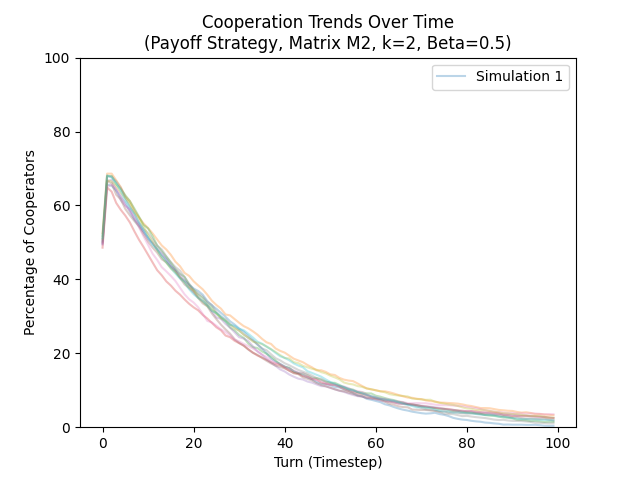 Cooperation Trends Over Time
(Payoff Strategy, Matrix M2, k=2, Beta=0.5)
Simulation 1
Percentage of Cooperators
100
80
60
40
20
0
0 20 40 60 80 100
Turn (Timestep)